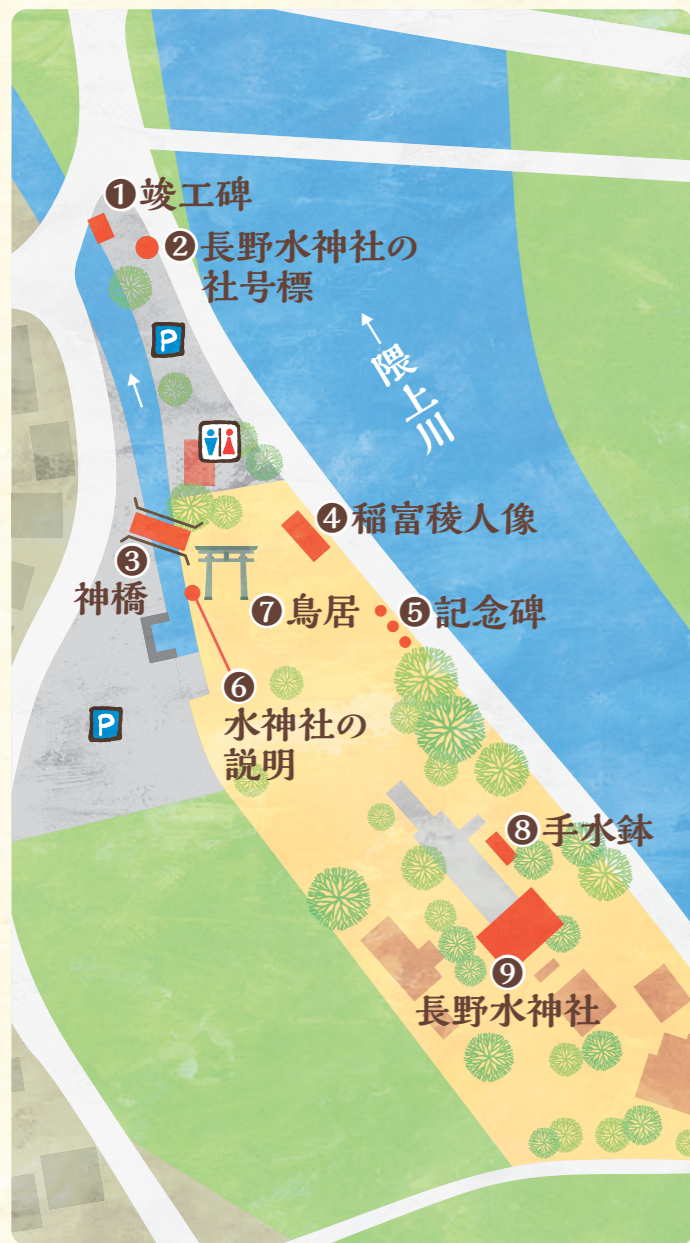 ❶竣工碑
❷長野水神社の
社号標
P
隈上川
❹稲富稜人像
❸
神橋
❼鳥居
❺記念碑
❻
水神社の
説明
P
❽手水鉢
❾
長野水神社